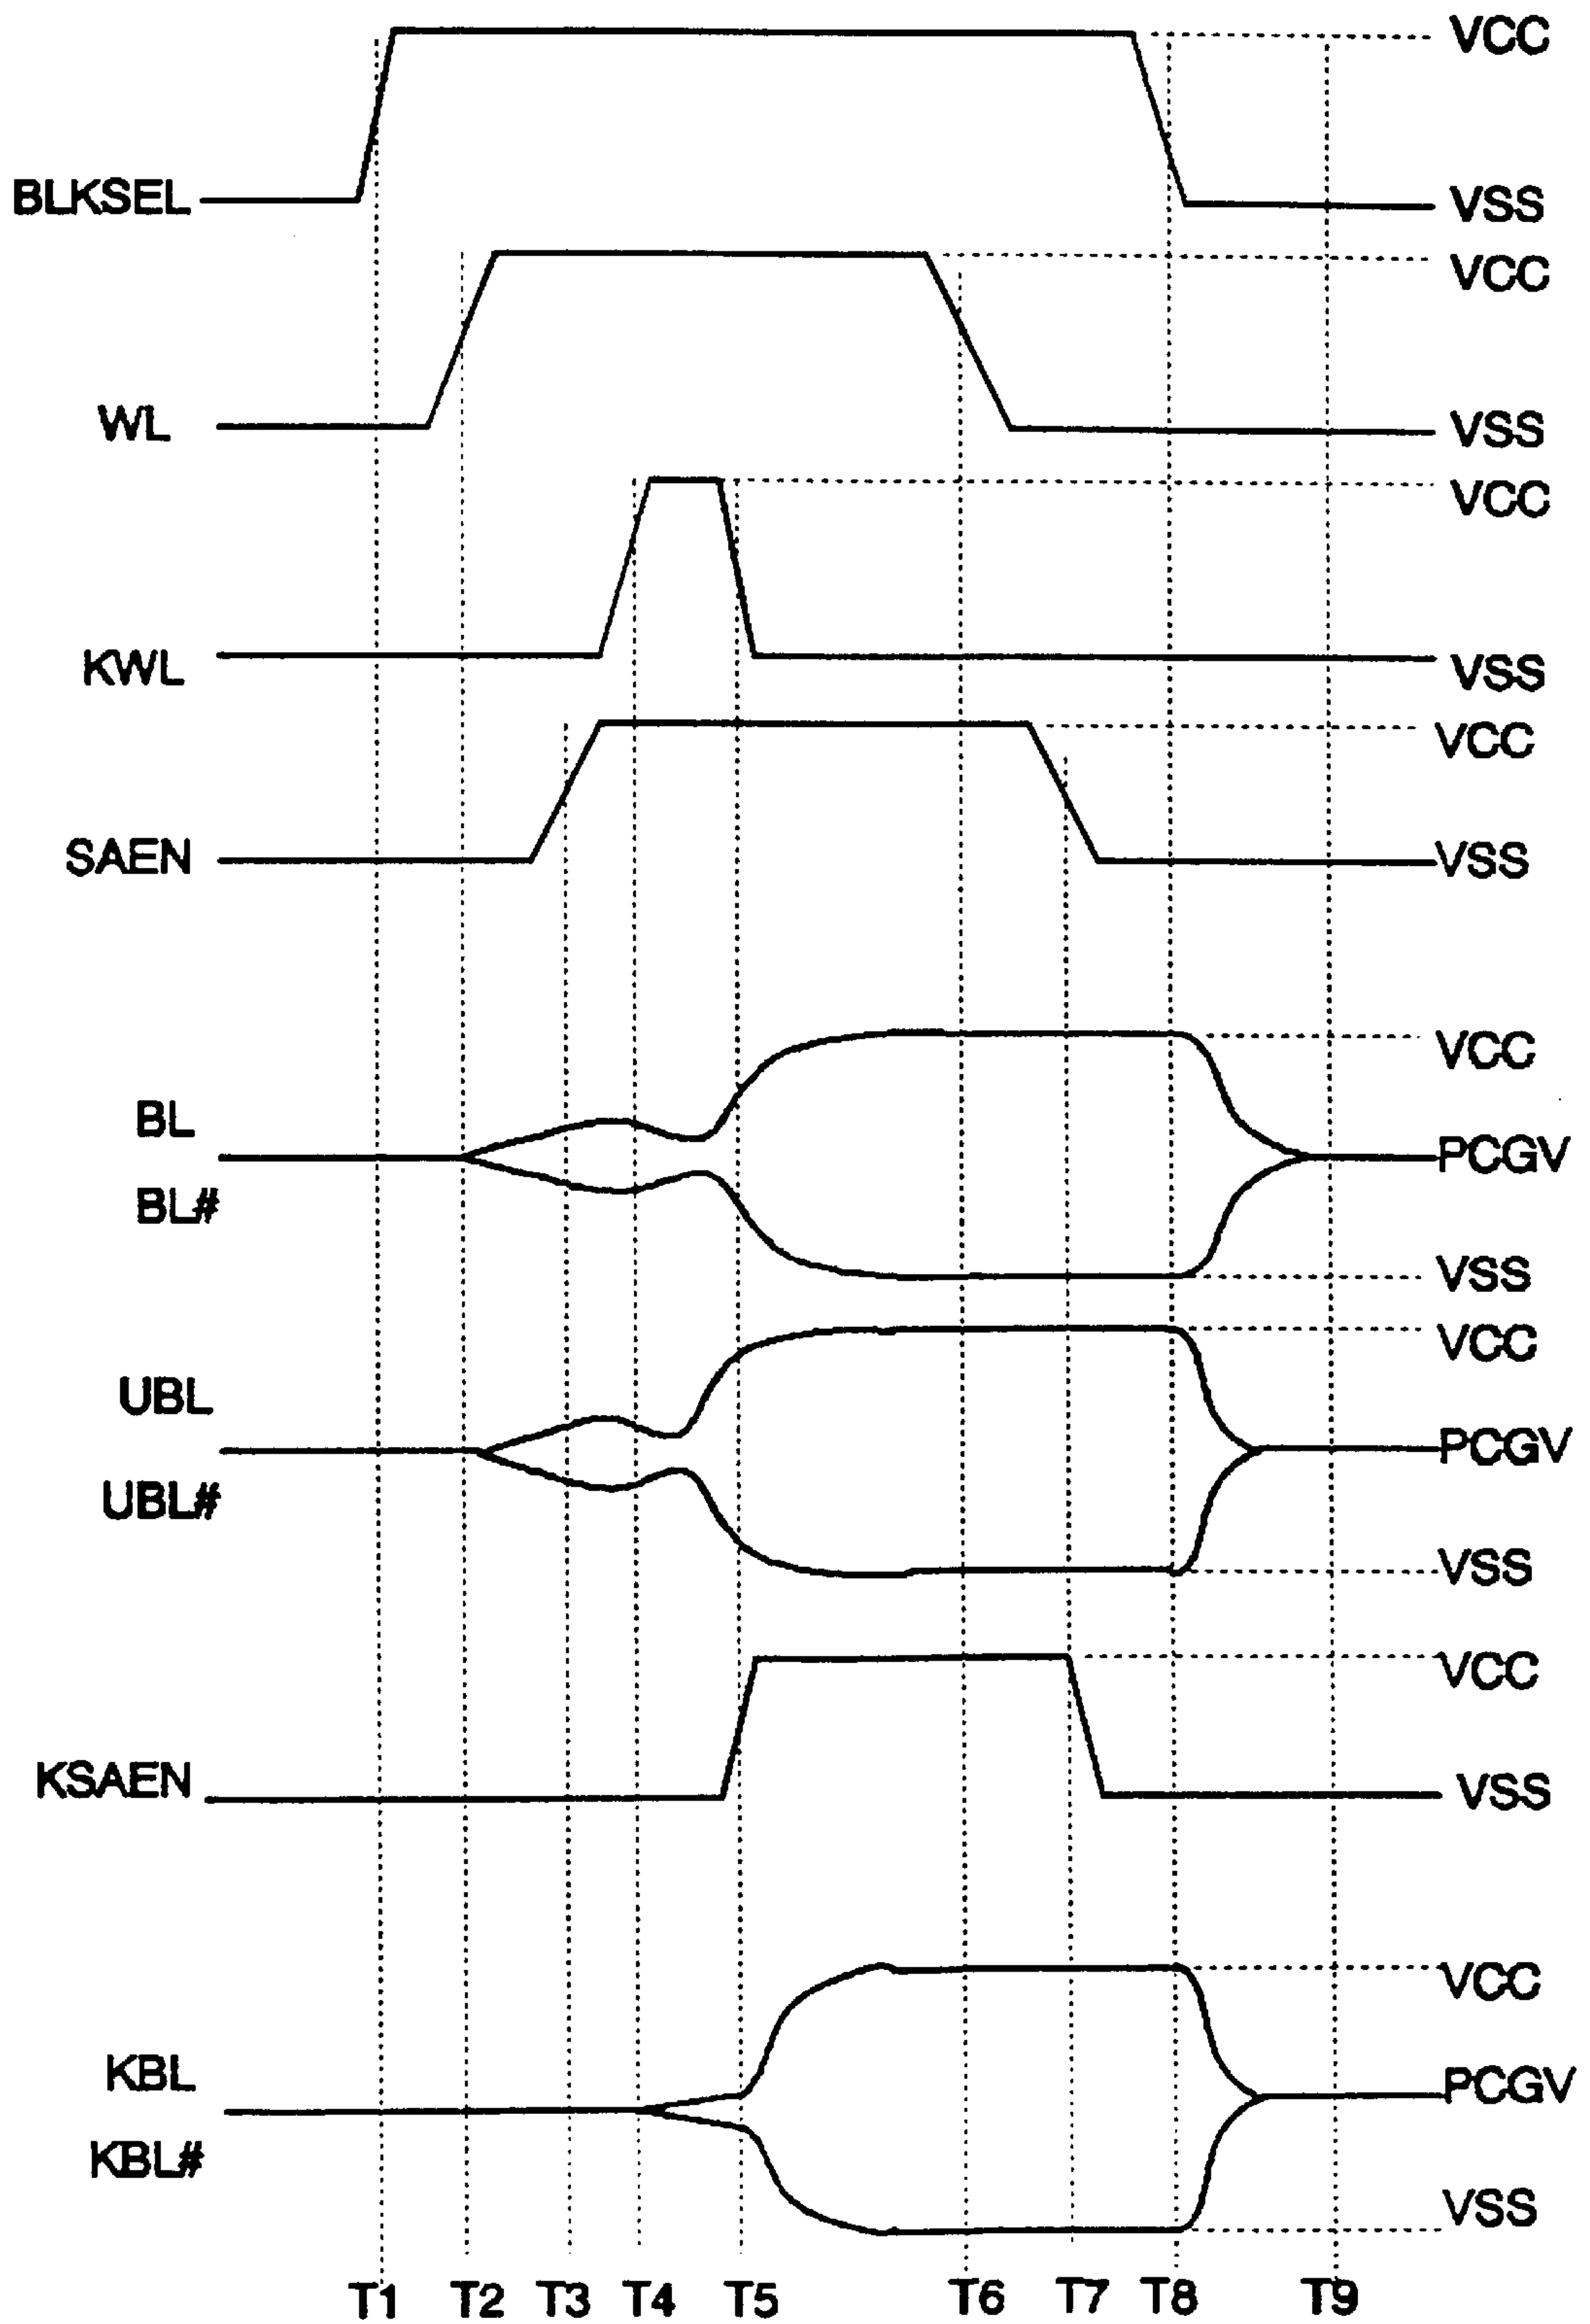 VCC
BLKSEL
VSS
VCC
WL
VSS
VCC
KWL
VSS
VCC
SAEN
VSS
VCC
BL
PCGV
BL#
VSS
VCC
UBL
PCGV
UBL#
VSS
VCC
KSAEN
VSS
VCC
KBL
PCGV
KBL#
VSS
T1 T2 T3 T4 T5 T6 T7 T8 T9